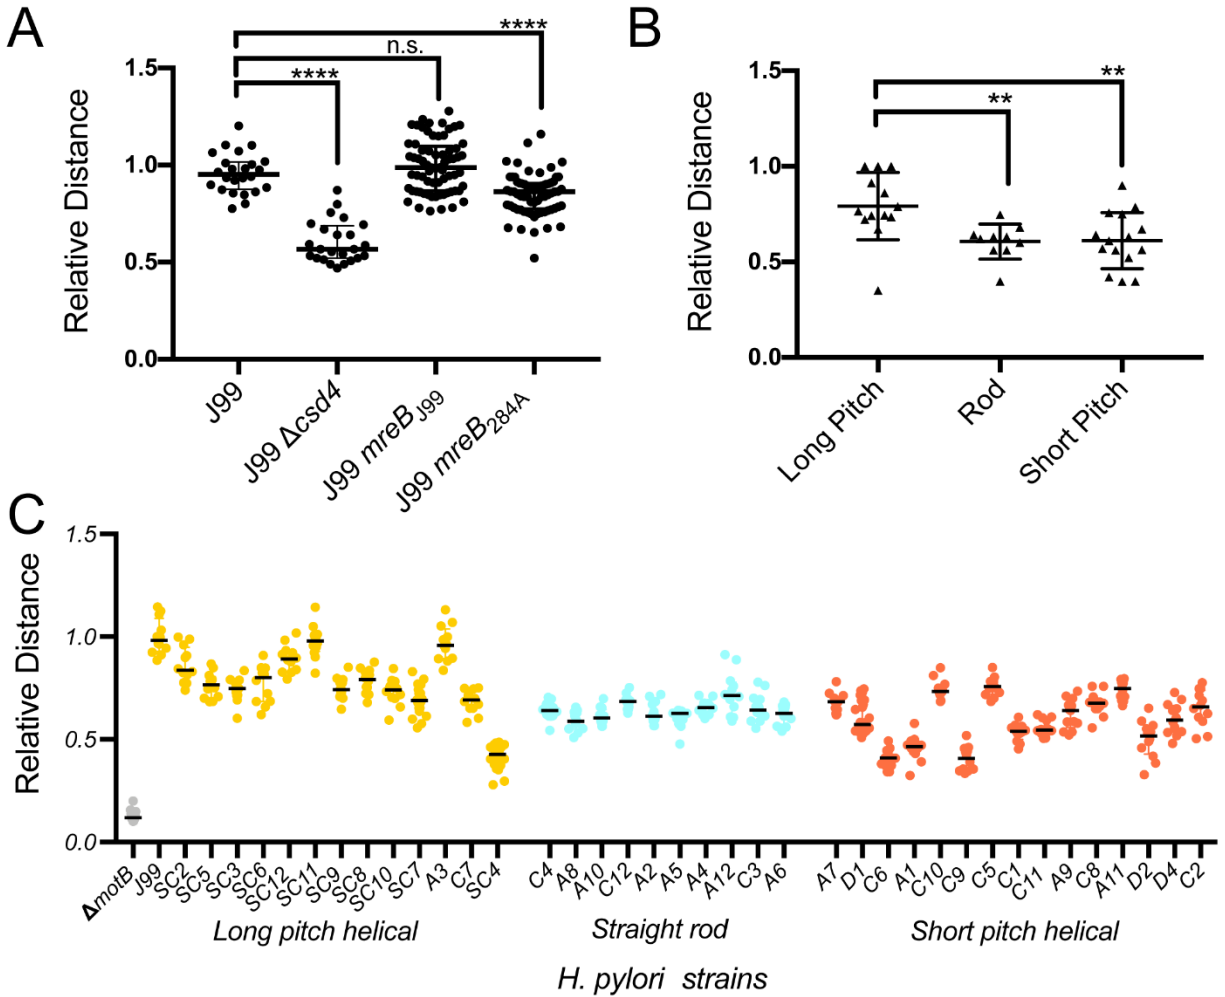 A
****
n.s.
****
1.5
1.0
0.5
0.0
Relative Distance
J99
J99 Δcsd4
J99 mreB J99
J99 mreB284A
B
**
**
1.5
1.0
0.5
0.0
Relative Distance
Long Pitch
Rod
Short Pitch
C
1.5
1.0
0.5
0.0
Relative Distance
ΔmotB
J99
SC2
SC5
SC3
SC6
SC12
SC11
SC9
SC8
SC10
SC7
A3
C7
SC4
C4
A8
A10
C12
A2
A5
A4
A12
C3
A6
A7
D1
C6
A1
C10
C9
C5
C1
C11
A9
C8
A11
D2
D4
C2
Long pitch helical
Straight rod
Short pitch helical
H. pylori strains